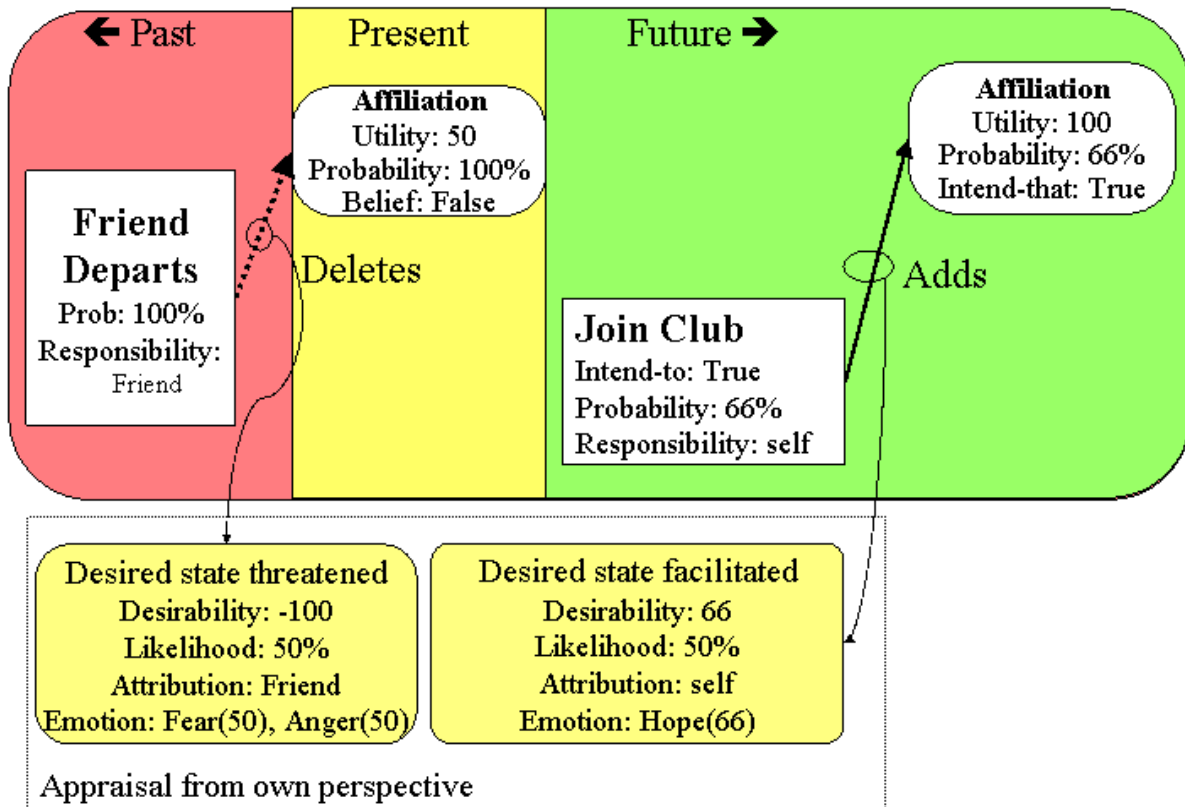 ← Past
Present
Future →
Affiliation
Utility: 50
Probability: 100%
Belief: False
Affiliation
Utility: 100
Probability: 66%
Intend-that: True
Friend
Departs
Prob: 100%
Responsibility:
Friend
Deletes
Adds
Join Club
Intend-to: True
Probability: 66%
Responsibility: self
Desired state threatened
Desirability: -100
Likelihood: 50%
Attribution: Friend
Emotion: Fear(50), Anger(50)
Desired state facilitated
Desirability: 66
Likelihood: 50%
Attribution: self
Emotion: Hope(66)
Appraisal from own perspective